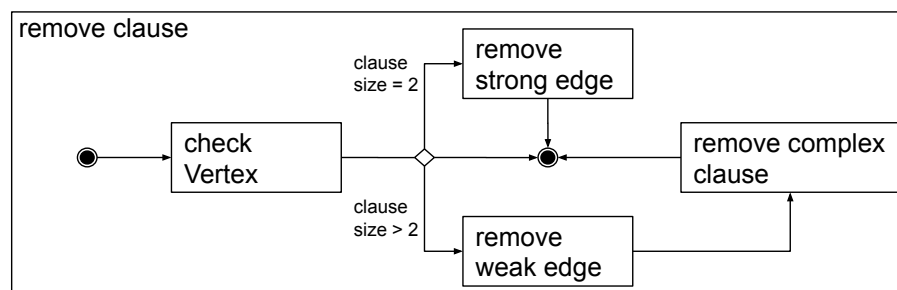 remove clause
clause
size = 2
remove
strong edge
check
Vertex
remove complex
clause
clause
size > 2
remove
weak edge